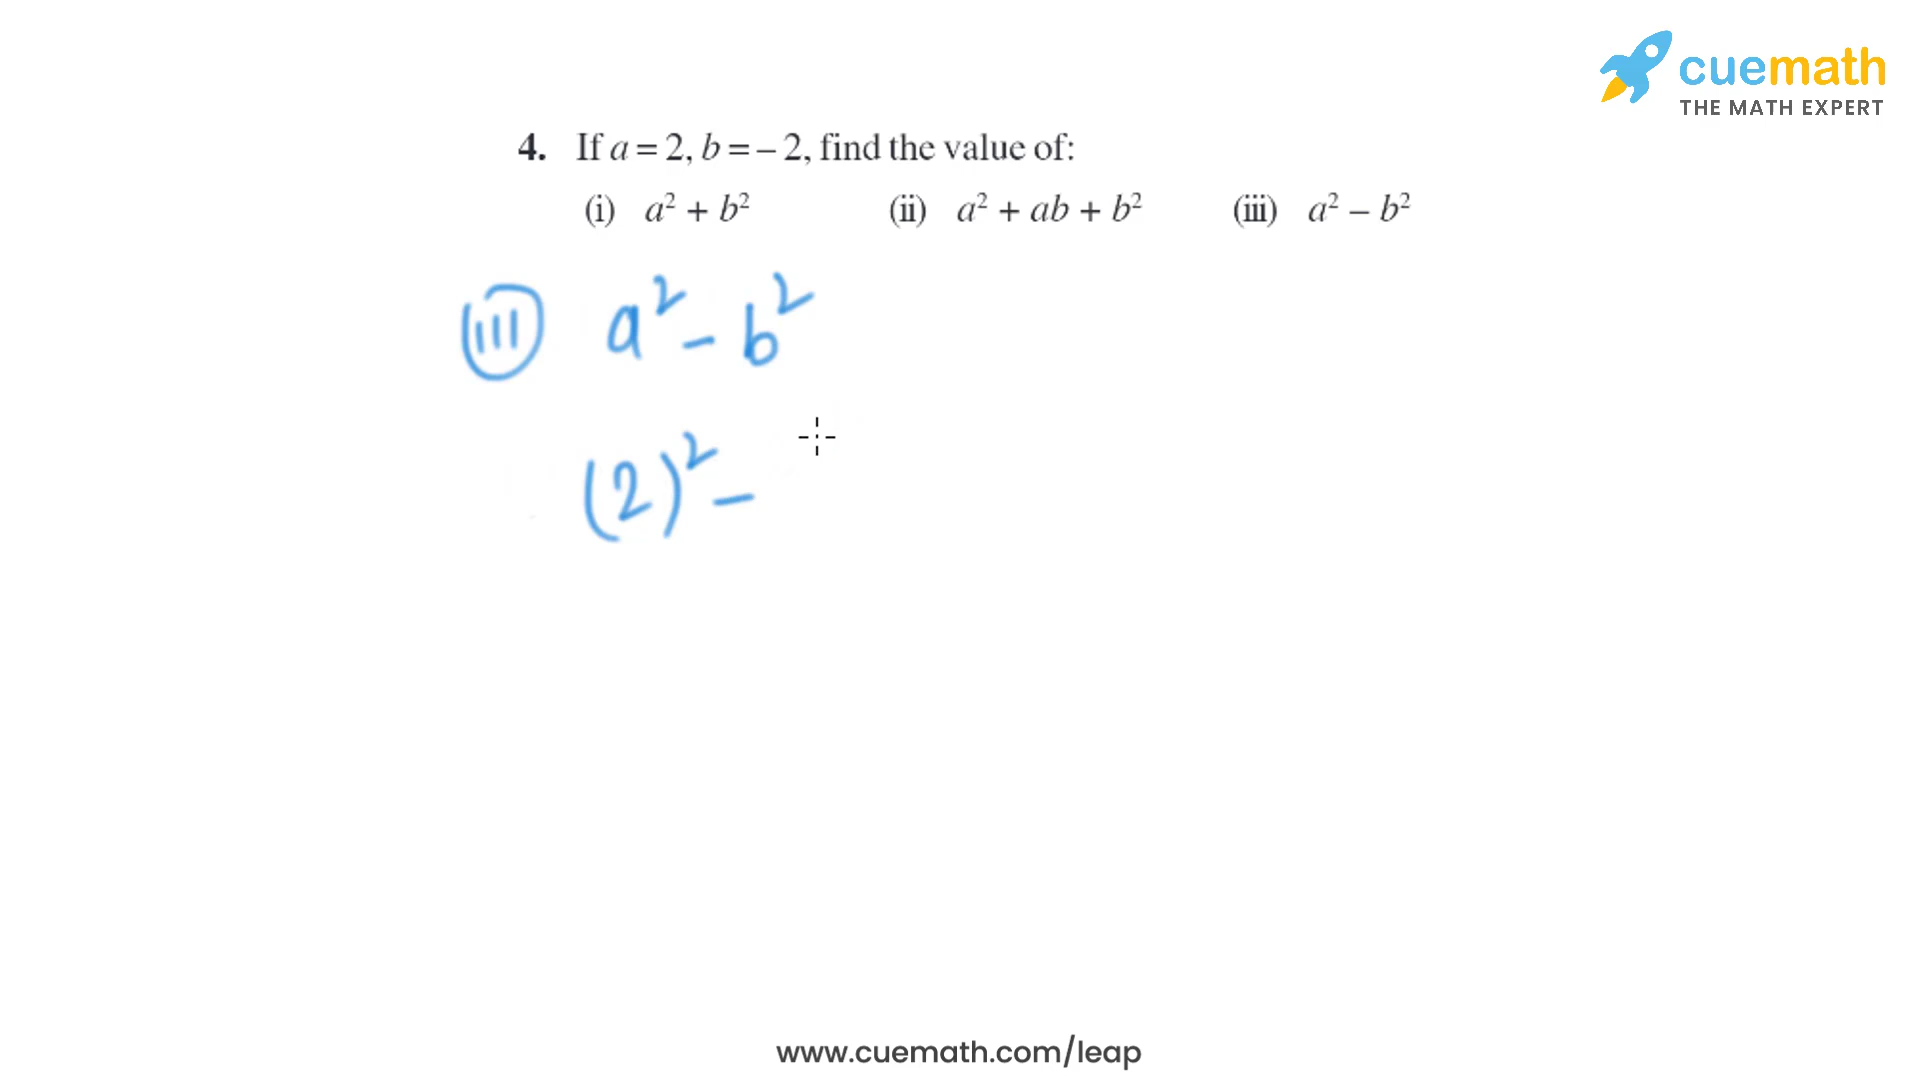 cuemath
THE MATH EXPERT
4. If a = 2, b = – 2, find the value of:
(i) a² + b² (ii) a² + ab + b² (iii) a² – b²
(iii) a² - b²
(2)² -
www.cuemath.com/leap